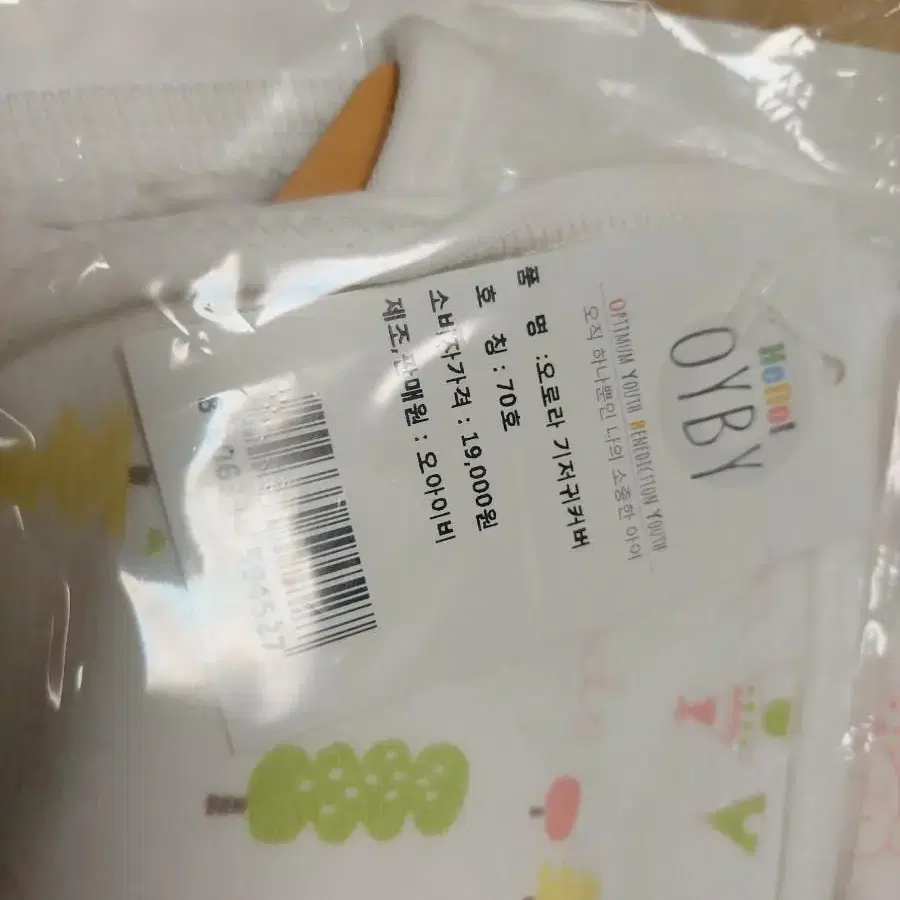 Hello!
OYBY
OPTIMUM YOUTH BENEDICTION YOUTH
오직 하나뿐인 나의 소중한 아이
품 명 :오로라 기저귀커버
호 칭 : 70호
소비자가격 : 19,000원
제조,판매원 : 오아이비